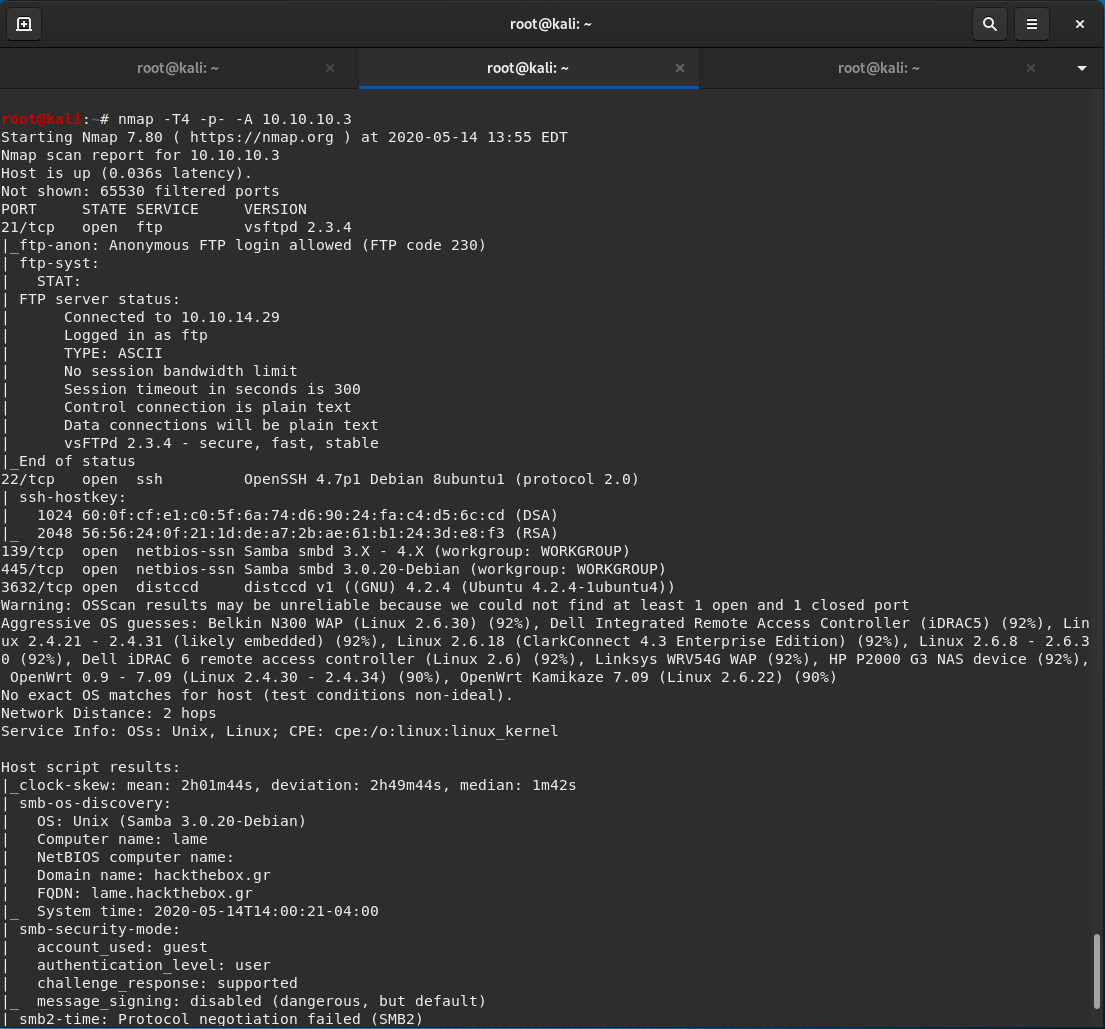 root@kali: ~
root@kali: ~
root@kali: ~
root@kali: ~
root@kali:~# nmap -T4 -p- -A 10.10.10.3
Starting Nmap 7.80 ( https://nmap.org ) at 2020-05-14 13:55 EDT
Nmap scan report for 10.10.10.3
Host is up (0.036s latency).
Not shown: 65530 filtered ports
PORT     STATE SERVICE     VERSION
21/tcp   open  ftp         vsftpd 2.3.4
|_ftp-anon: Anonymous FTP login allowed (FTP code 230)
| ftp-syst:
|   STAT:
| FTP server status:
|      Connected to 10.10.14.29
|      Logged in as ftp
|      TYPE: ASCII
|      No session bandwidth limit
|      Session timeout in seconds is 300
|      Control connection is plain text
|      Data connections will be plain text
|      vsFTPd 2.3.4 - secure, fast, stable
|_End of status
22/tcp   open  ssh         OpenSSH 4.7p1 Debian 8ubuntu1 (protocol 2.0)
| ssh-hostkey:
|   1024 60:0f:cf:e1:c0:5f:6a:74:d6:90:24:fa:c4:d5:6c:cd (DSA)
|_  2048 56:56:24:0f:21:1d:de:a7:2b:ae:61:b1:24:3d:e8:f3 (RSA)
139/tcp  open  netbios-ssn Samba smbd 3.X - 4.X (workgroup: WORKGROUP)
445/tcp  open  netbios-ssn Samba smbd 3.0.20-Debian (workgroup: WORKGROUP)
3632/tcp open  distccd     distccd v1 ((GNU) 4.2.4 (Ubuntu 4.2.4-1ubuntu4))
Warning: OSScan results may be unreliable because we could not find at least 1 open and 1 closed port
Aggressive OS guesses: Belkin N300 WAP (Linux 2.6.30) (92%), Dell Integrated Remote Access Controller (iDRAC5) (92%), Lin
ux 2.4.21 - 2.4.31 (likely embedded) (92%), Linux 2.6.18 (ClarkConnect 4.3 Enterprise Edition) (92%), Linux 2.6.8 - 2.6.3
0 (92%), Dell iDRAC 6 remote access controller (Linux 2.6) (92%), Linksys WRV54G WAP (92%), HP P2000 G3 NAS device (92%),
 OpenWrt 0.9 - 7.09 (Linux 2.4.30 - 2.4.34) (90%), OpenWrt Kamikaze 7.09 (Linux 2.6.22) (90%)
No exact OS matches for host (test conditions non-ideal).
Network Distance: 2 hops
Service Info: OSs: Unix, Linux; CPE: cpe:/o:linux:linux_kernel
Host script results:
|_clock-skew: mean: 2h01m44s, deviation: 2h49m44s, median: 1m42s
| smb-os-discovery:
|   OS: Unix (Samba 3.0.20-Debian)
|   Computer name: lame
|   NetBIOS computer name:
|   Domain name: hackthebox.gr
|   FQDN: lame.hackthebox.gr
|_  System time: 2020-05-14T14:00:21-04:00
| smb-security-mode:
|   account_used: guest
|   authentication_level: user
|   challenge_response: supported
|_  message_signing: disabled (dangerous, but default)
| smb2-time: Protocol negotiation failed (SMB2)